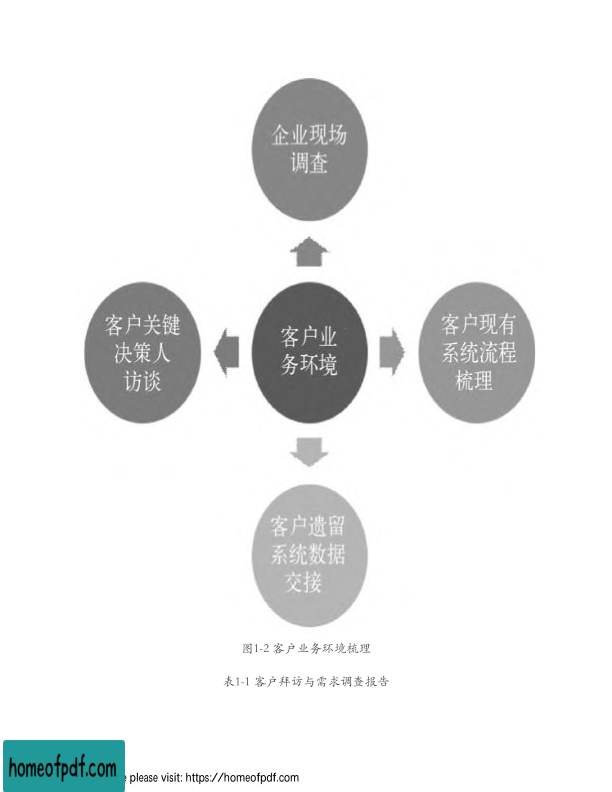 企业现场
调查
客户关键
决策人
访谈
客户业
务环境
客户现有
系统流程
梳理
客户遗留
系统数据
交接
图1-2 客户业务环境梳理
表1-1 客户拜访与需求调查报告
homeofpdf.com
please visit: https://homeofpdf.com